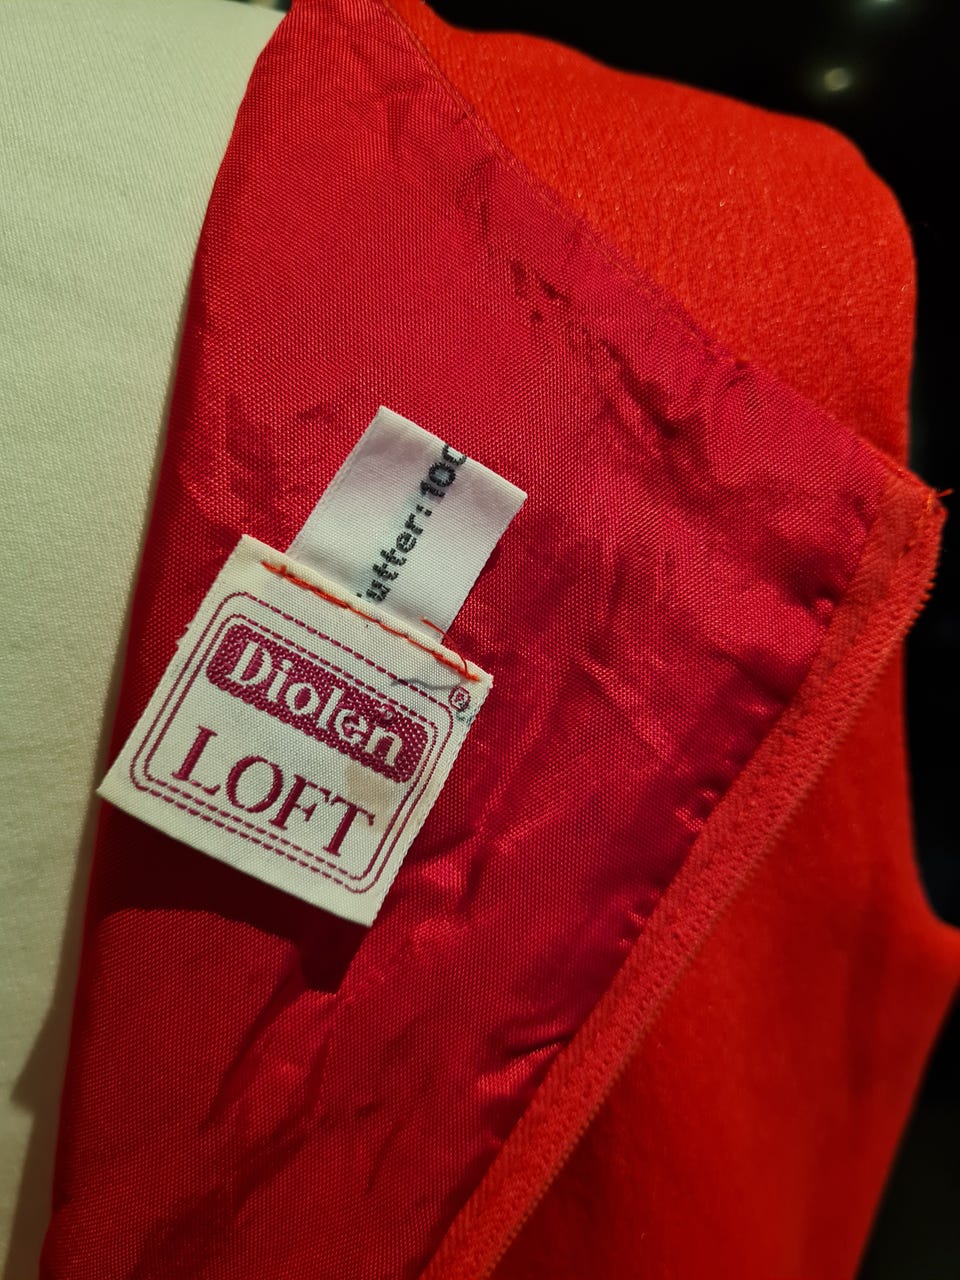 utter:100
Diolen
®
LOFT